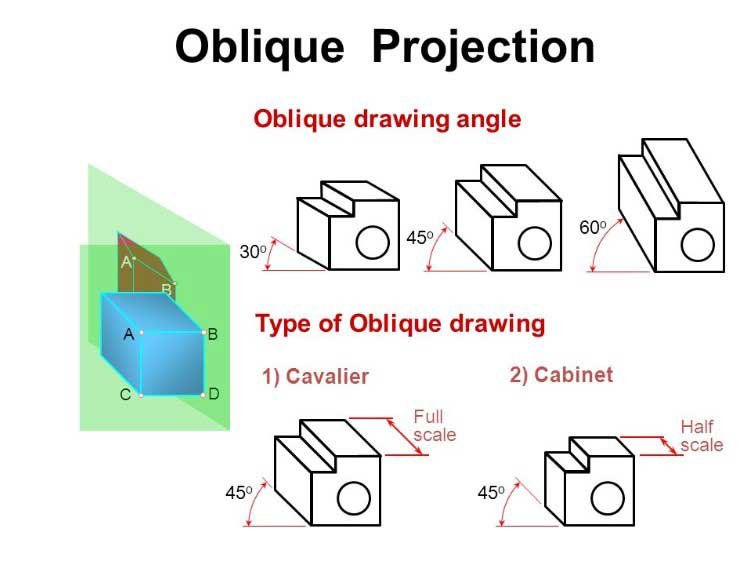 Oblique Projection
Oblique drawing angle
30º
45º
60º
A
B
A
B
C
D
Type of Oblique drawing
1) Cavalier
2) Cabinet
Full
scale
Half
scale
45º
45º